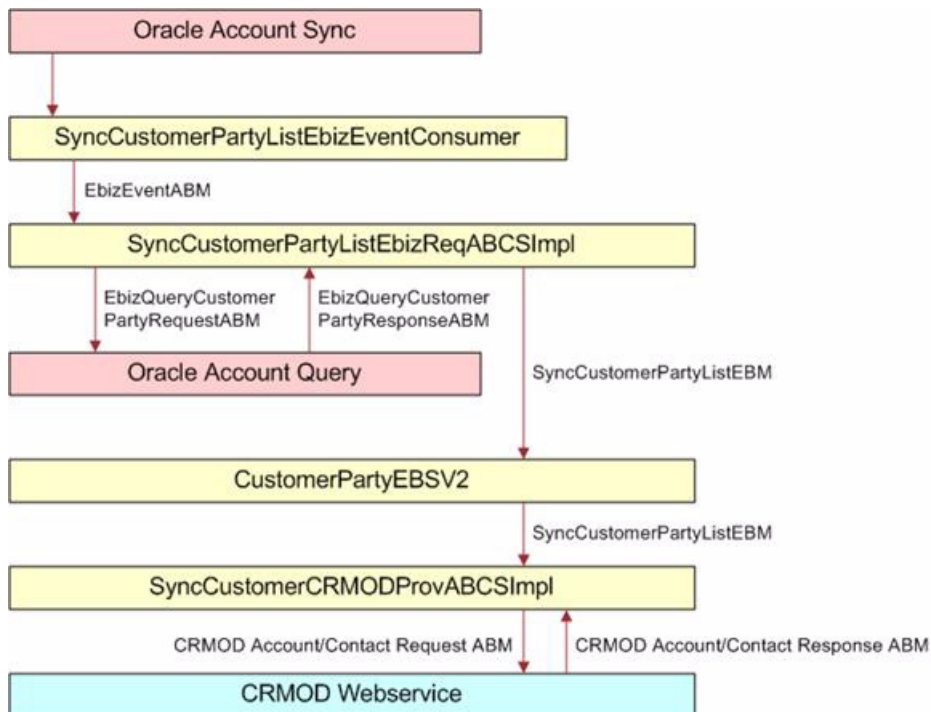 Oracle Account Sync
SyncCustomerPartyListEbizEventConsumer
EbizEventABM
SyncCustomerPartyListEbizReqABCSImpl
EbizQueryCustomer
PartyRequestABM
EbizQueryCustomer
PartyResponseABM
Oracle Account Query
SyncCustomerPartyListEBM
CustomerPartyEBSV2
SyncCustomerPartyListEBM
SyncCustomerCRMODProvABCSImpl
CRMOD Account/Contact Request ABM
CRMOD Account/Contact Response ABM
CRMOD Webservice